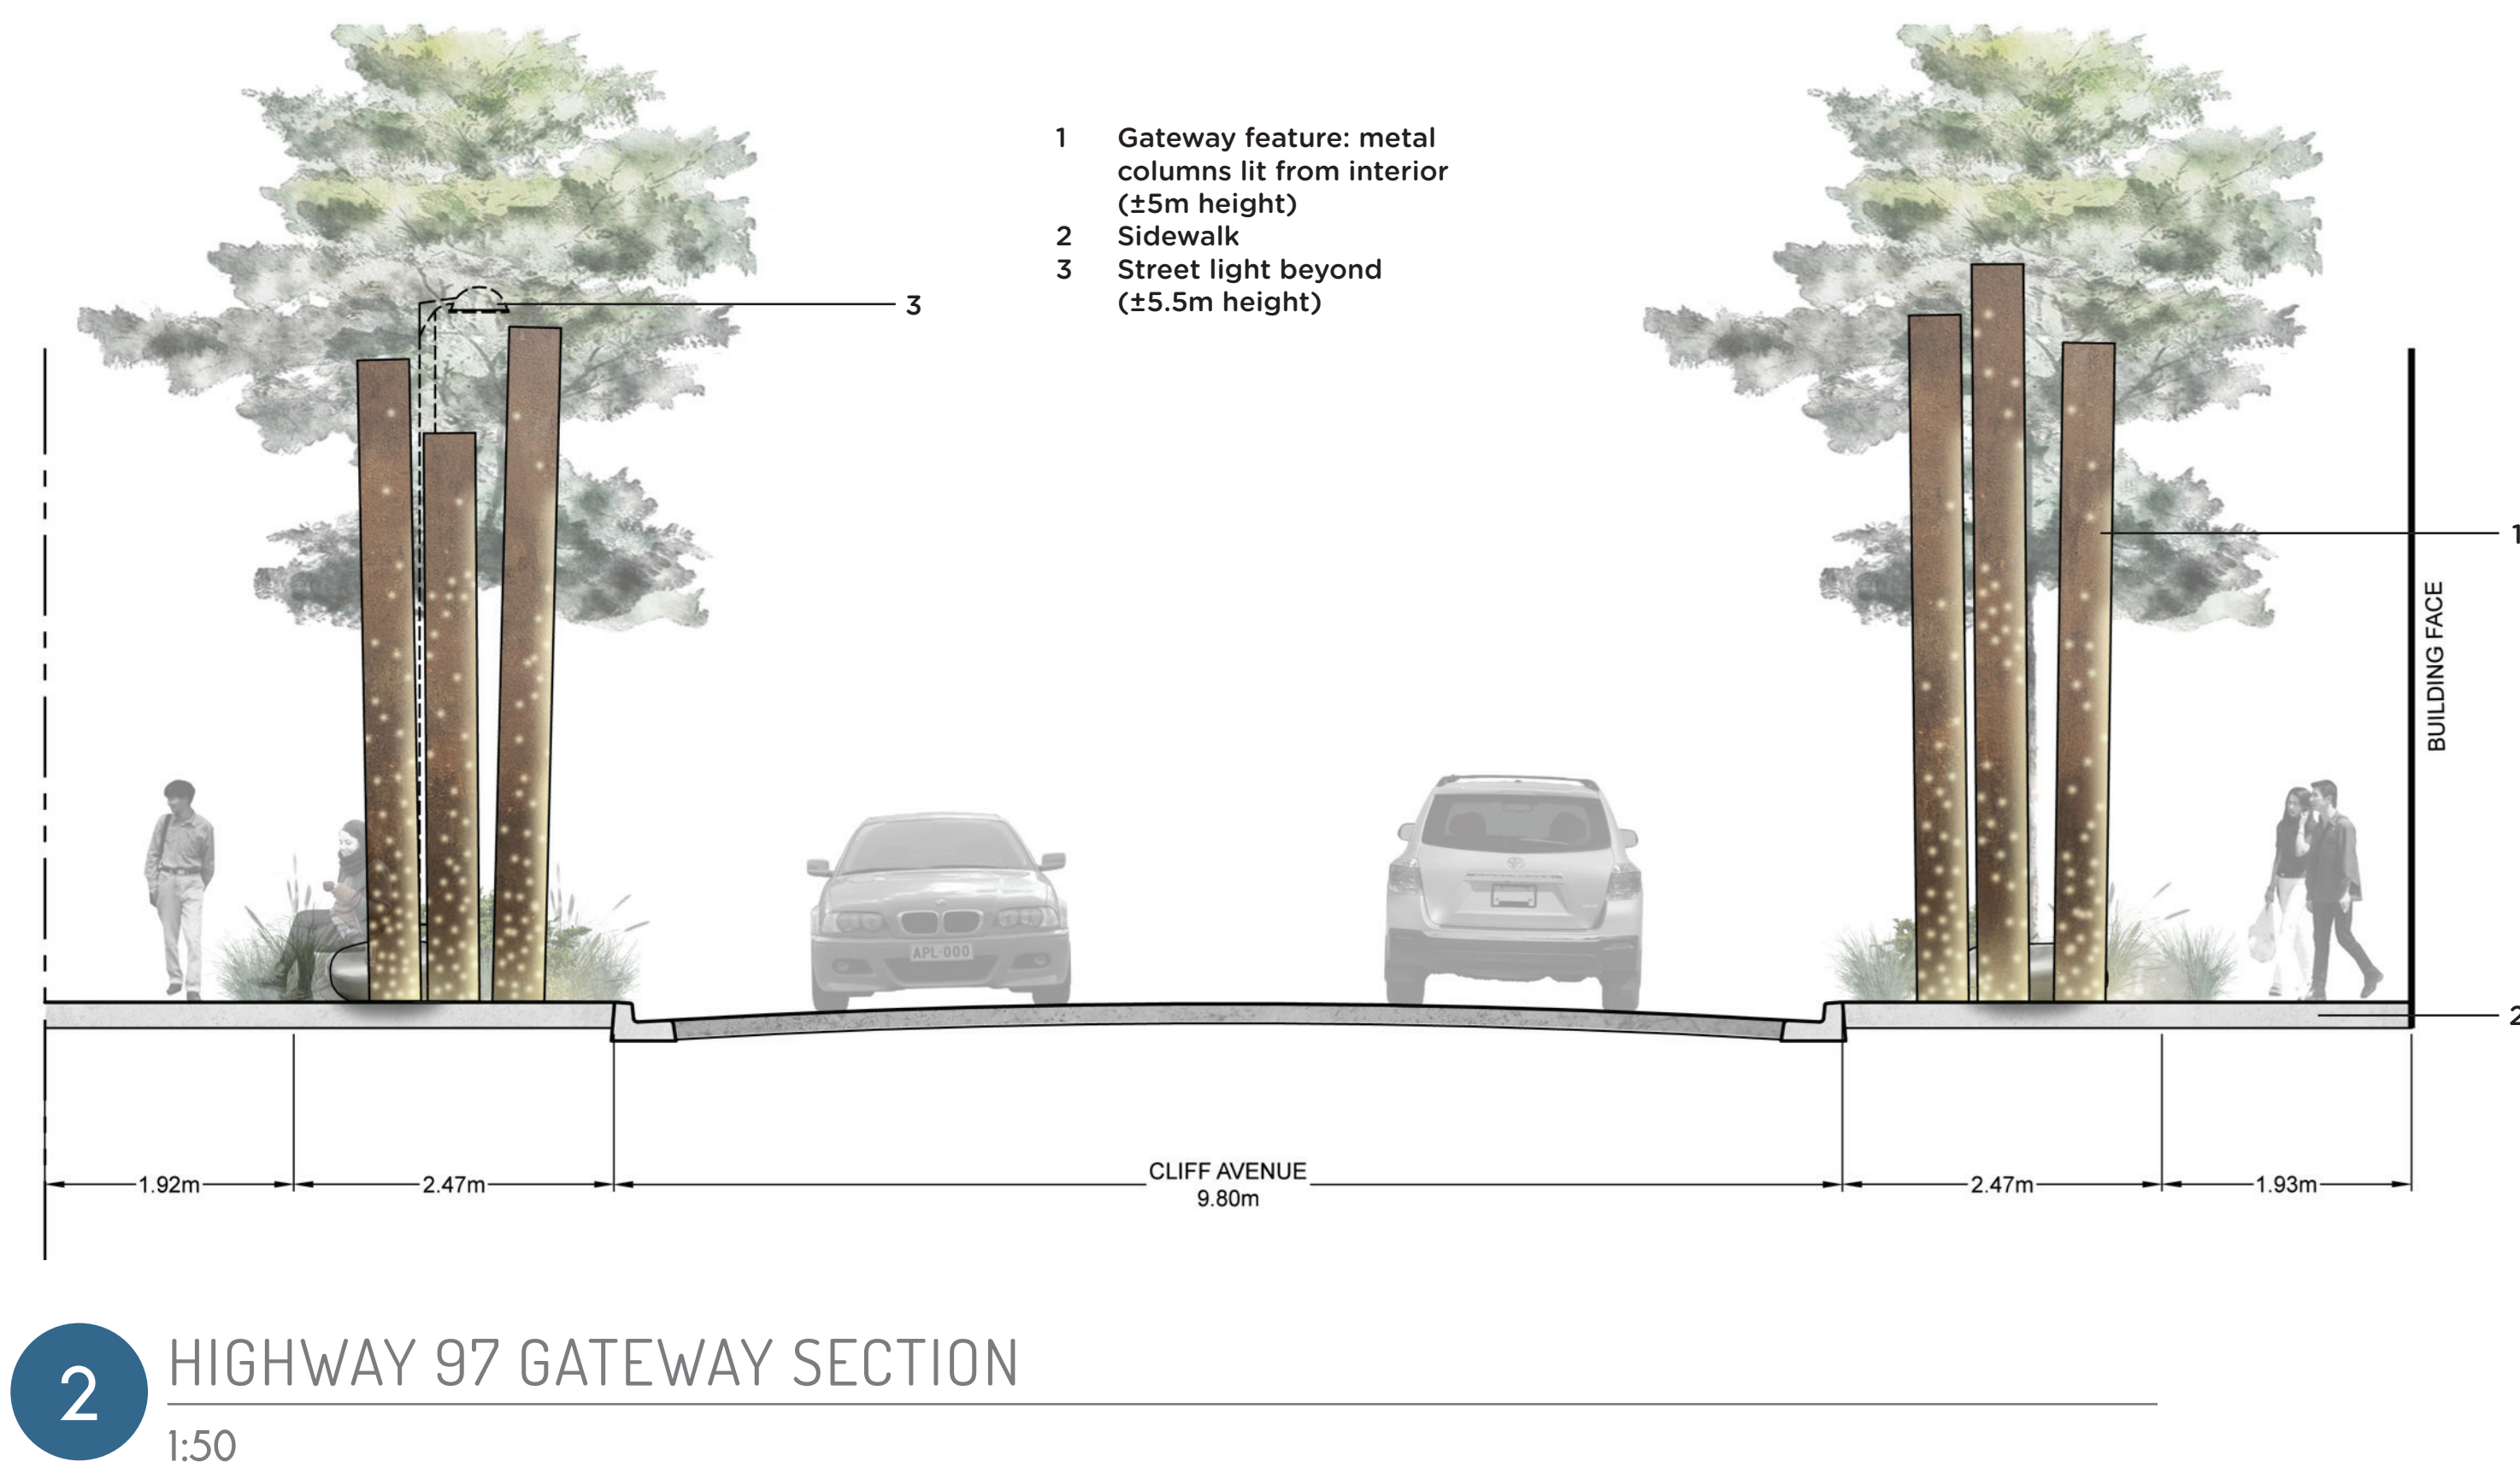 1 Gateway feature: metal
columns lit from interior
(±5m height)
2 Sidewalk
3 Street light beyond
(±5.5m height)
3
1
BUILDING FACE
APL·000
2
1.92m
2.47m
CLIFF AVENUE
9.80m
2.47m
1.93m
2 HIGHWAY 97 GATEWAY SECTION
1:50